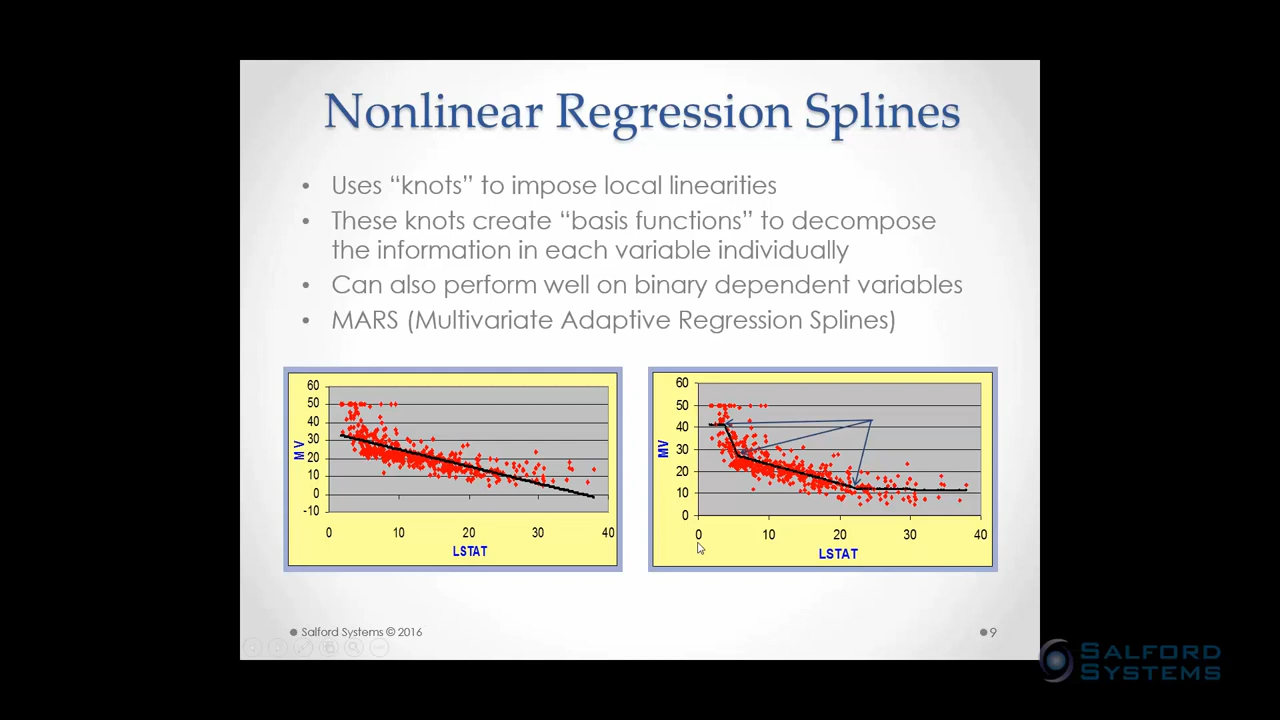 Nonlinear Regression Splines
• Uses “knots” to impose local linearities
• These knots create “basis functions” to decompose
the information in each variable individually
• Can also perform well on binary dependent variables
• MARS (Multivariate Adaptive Regression Splines)
60
50
40
30
20
10
0
-10
MV
0 10 20 30 40
LSTAT
60
50
40
30
20
10
0
MV
0 10 20 30 40
LSTAT
Salford Systems © 2016
9
SALFORD
SYSTEMS